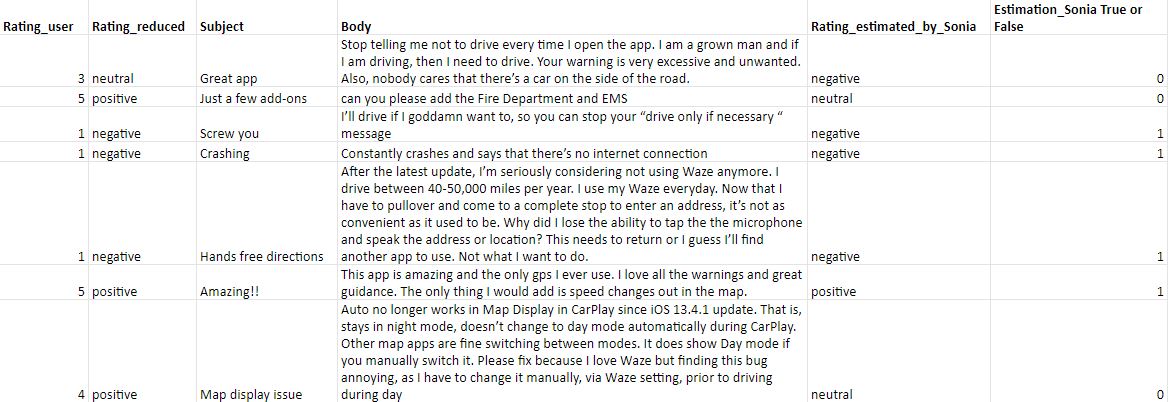 Rating_user Rating_reduced Subject Body Rating_estimated_by_Sonia Estimation_Sonia True or
False
Stop telling me not to drive every time I open the app. I am a grown man and if
I am driving, then I need to drive. Your warning is very excessive and unwanted.
3 neutral Great app Also, nobody cares that there's a car on the side of the road. negative 0
5 positive Just a few add-ons can you please add the Fire Department and EMS neutral 0
I'll drive if I goddamn want to, so you can stop your “drive only if necessary “
1 negative Screw you message negative 1
1 negative Crashing Constantly crashes and says that there's no internet connection negative 1
After the latest update, I'm seriously considering not using Waze anymore. I
drive between 40-50,000 miles per year. I use my Waze everyday. Now that I
have to pullover and come to a complete stop to enter an address, it's not as
convenient as it used to be. Why did I lose the ability to tap the the microphone
and speak the address or location? This needs to return or I guess I'll find
1 negative Hands free directions another app to use. Not what I want to do. negative 1
This app is amazing and the only gps I ever use. I love all the warnings and great
5 positive Amazing!! guidance. The only thing I would add is speed changes out in the map. positive 1
Auto no longer works in Map Display in CarPlay since iOS 13.4.1 update. That is,
stays in night mode, doesn't change to day mode automatically during CarPlay.
Other map apps are fine switching between modes. It does show Day mode if
you manually switch it. Please fix because I love Waze but finding this bug
annoying, as I have to change it manually, via Waze setting, prior to driving
4 positive Map display issue during day neutral 0